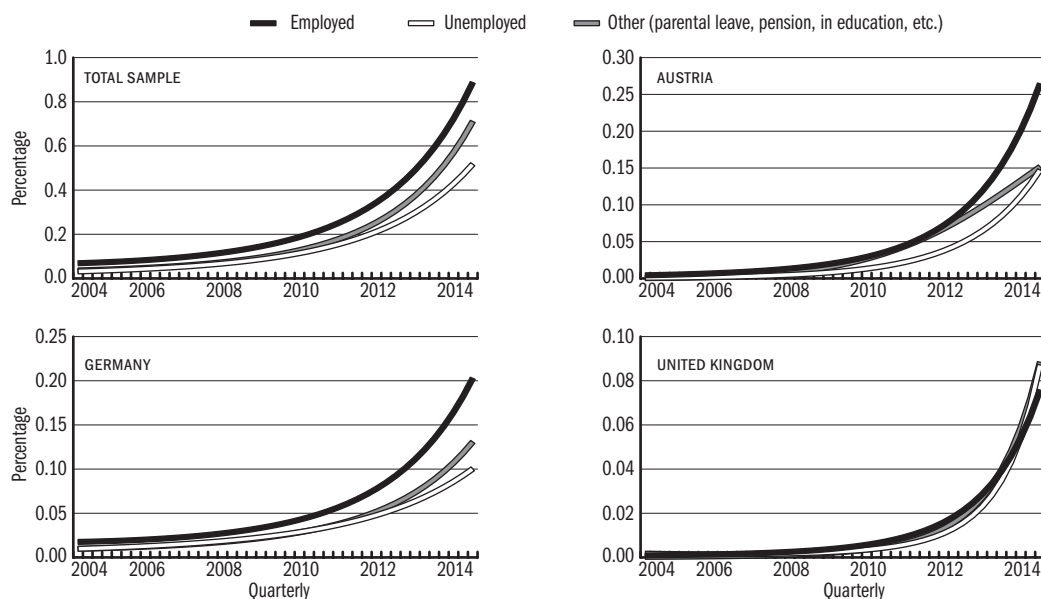 Employed Unemployed Other (parental leave, pension, in education, etc.)
TOTAL SAMPLE
Percentage
1.0
0.8
0.6
0.4
0.2
0.0
2004 2006 2008 2010 2012 2014
AUSTRIA
0.30
0.25
0.20
0.15
0.10
0.05
0.00
2004 2006 2008 2010 2012 2014
GERMANY
Percentage
0.25
0.20
0.15
0.10
0.05
0.00
2004 2006 2008 2010 2012 2014
Quarterly
UNITED KINGDOM
0.10
0.08
0.06
0.04
0.02
0.00
2004 2006 2008 2010 2012 2014
Quarterly